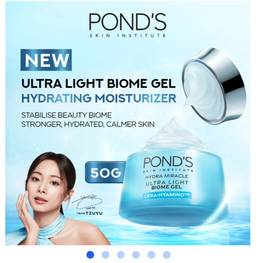 POND'S
SKIN INSTITUTE
NEW
ULTRA LIGHT BIOME GEL
HYDRATING MOISTURIZER
STABILISE BEAUTY BIOME
STRONGER, HYDRATED, CALMER SKIN
50G
POND'S
SKIN INSTITUTE
HYDRA MIRACLE
ULTRA LIGHT
BIOME GEL
CERA-HYAMINO™
TZUYU